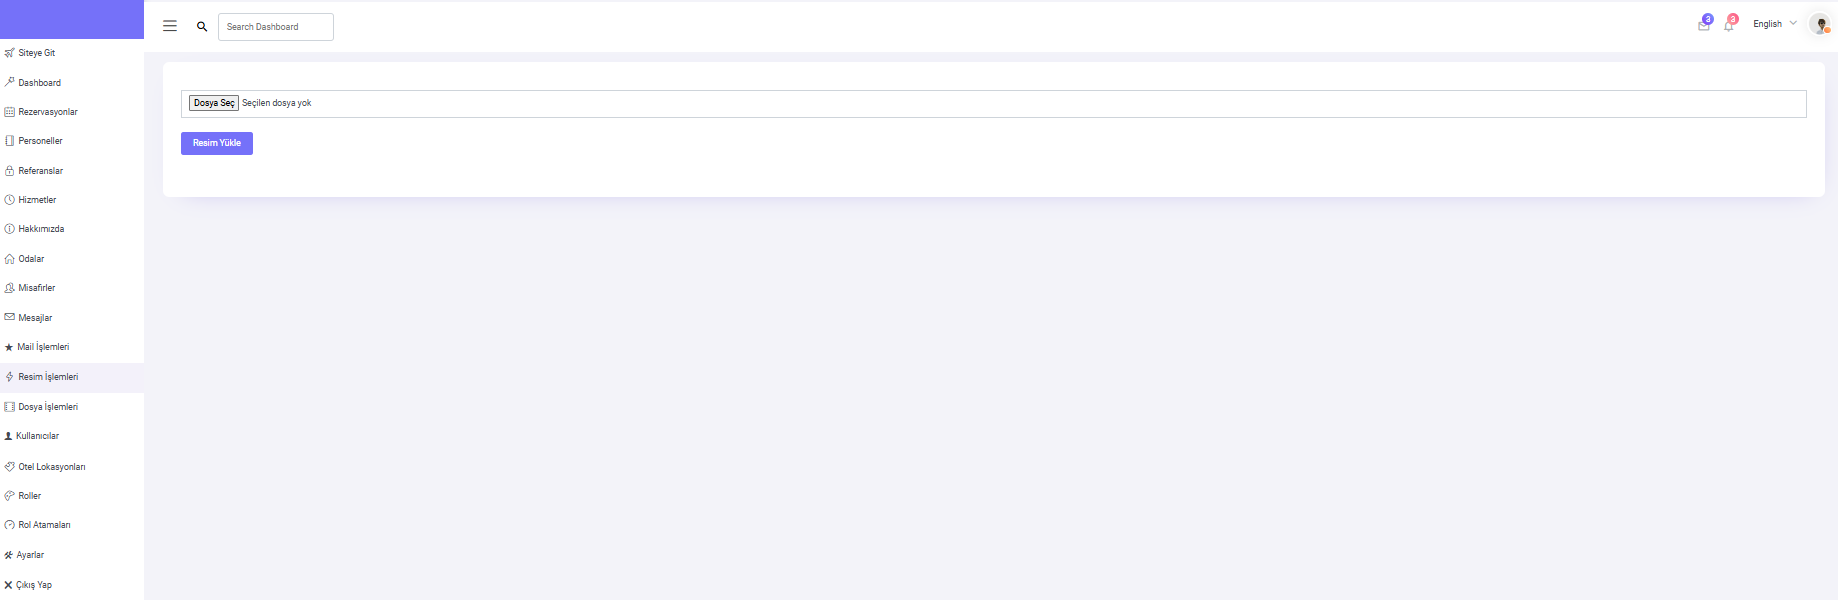 Search Dashboard
3
3
English
Siteye Git
Dashboard
Rezervasyonlar
Personeller
Referanslar
Hizmetler
Hakkımızda
Odalar
Misafirler
Mesajlar
Mail İşlemleri
Resim İşlemleri
Dosya İşlemleri
Kullanıcılar
Otel Lokasyonları
Roller
Rol Atamaları
Ayarlar
Çıkış Yap
Dosya Seç Seçilen dosya yok
Resim Yükle